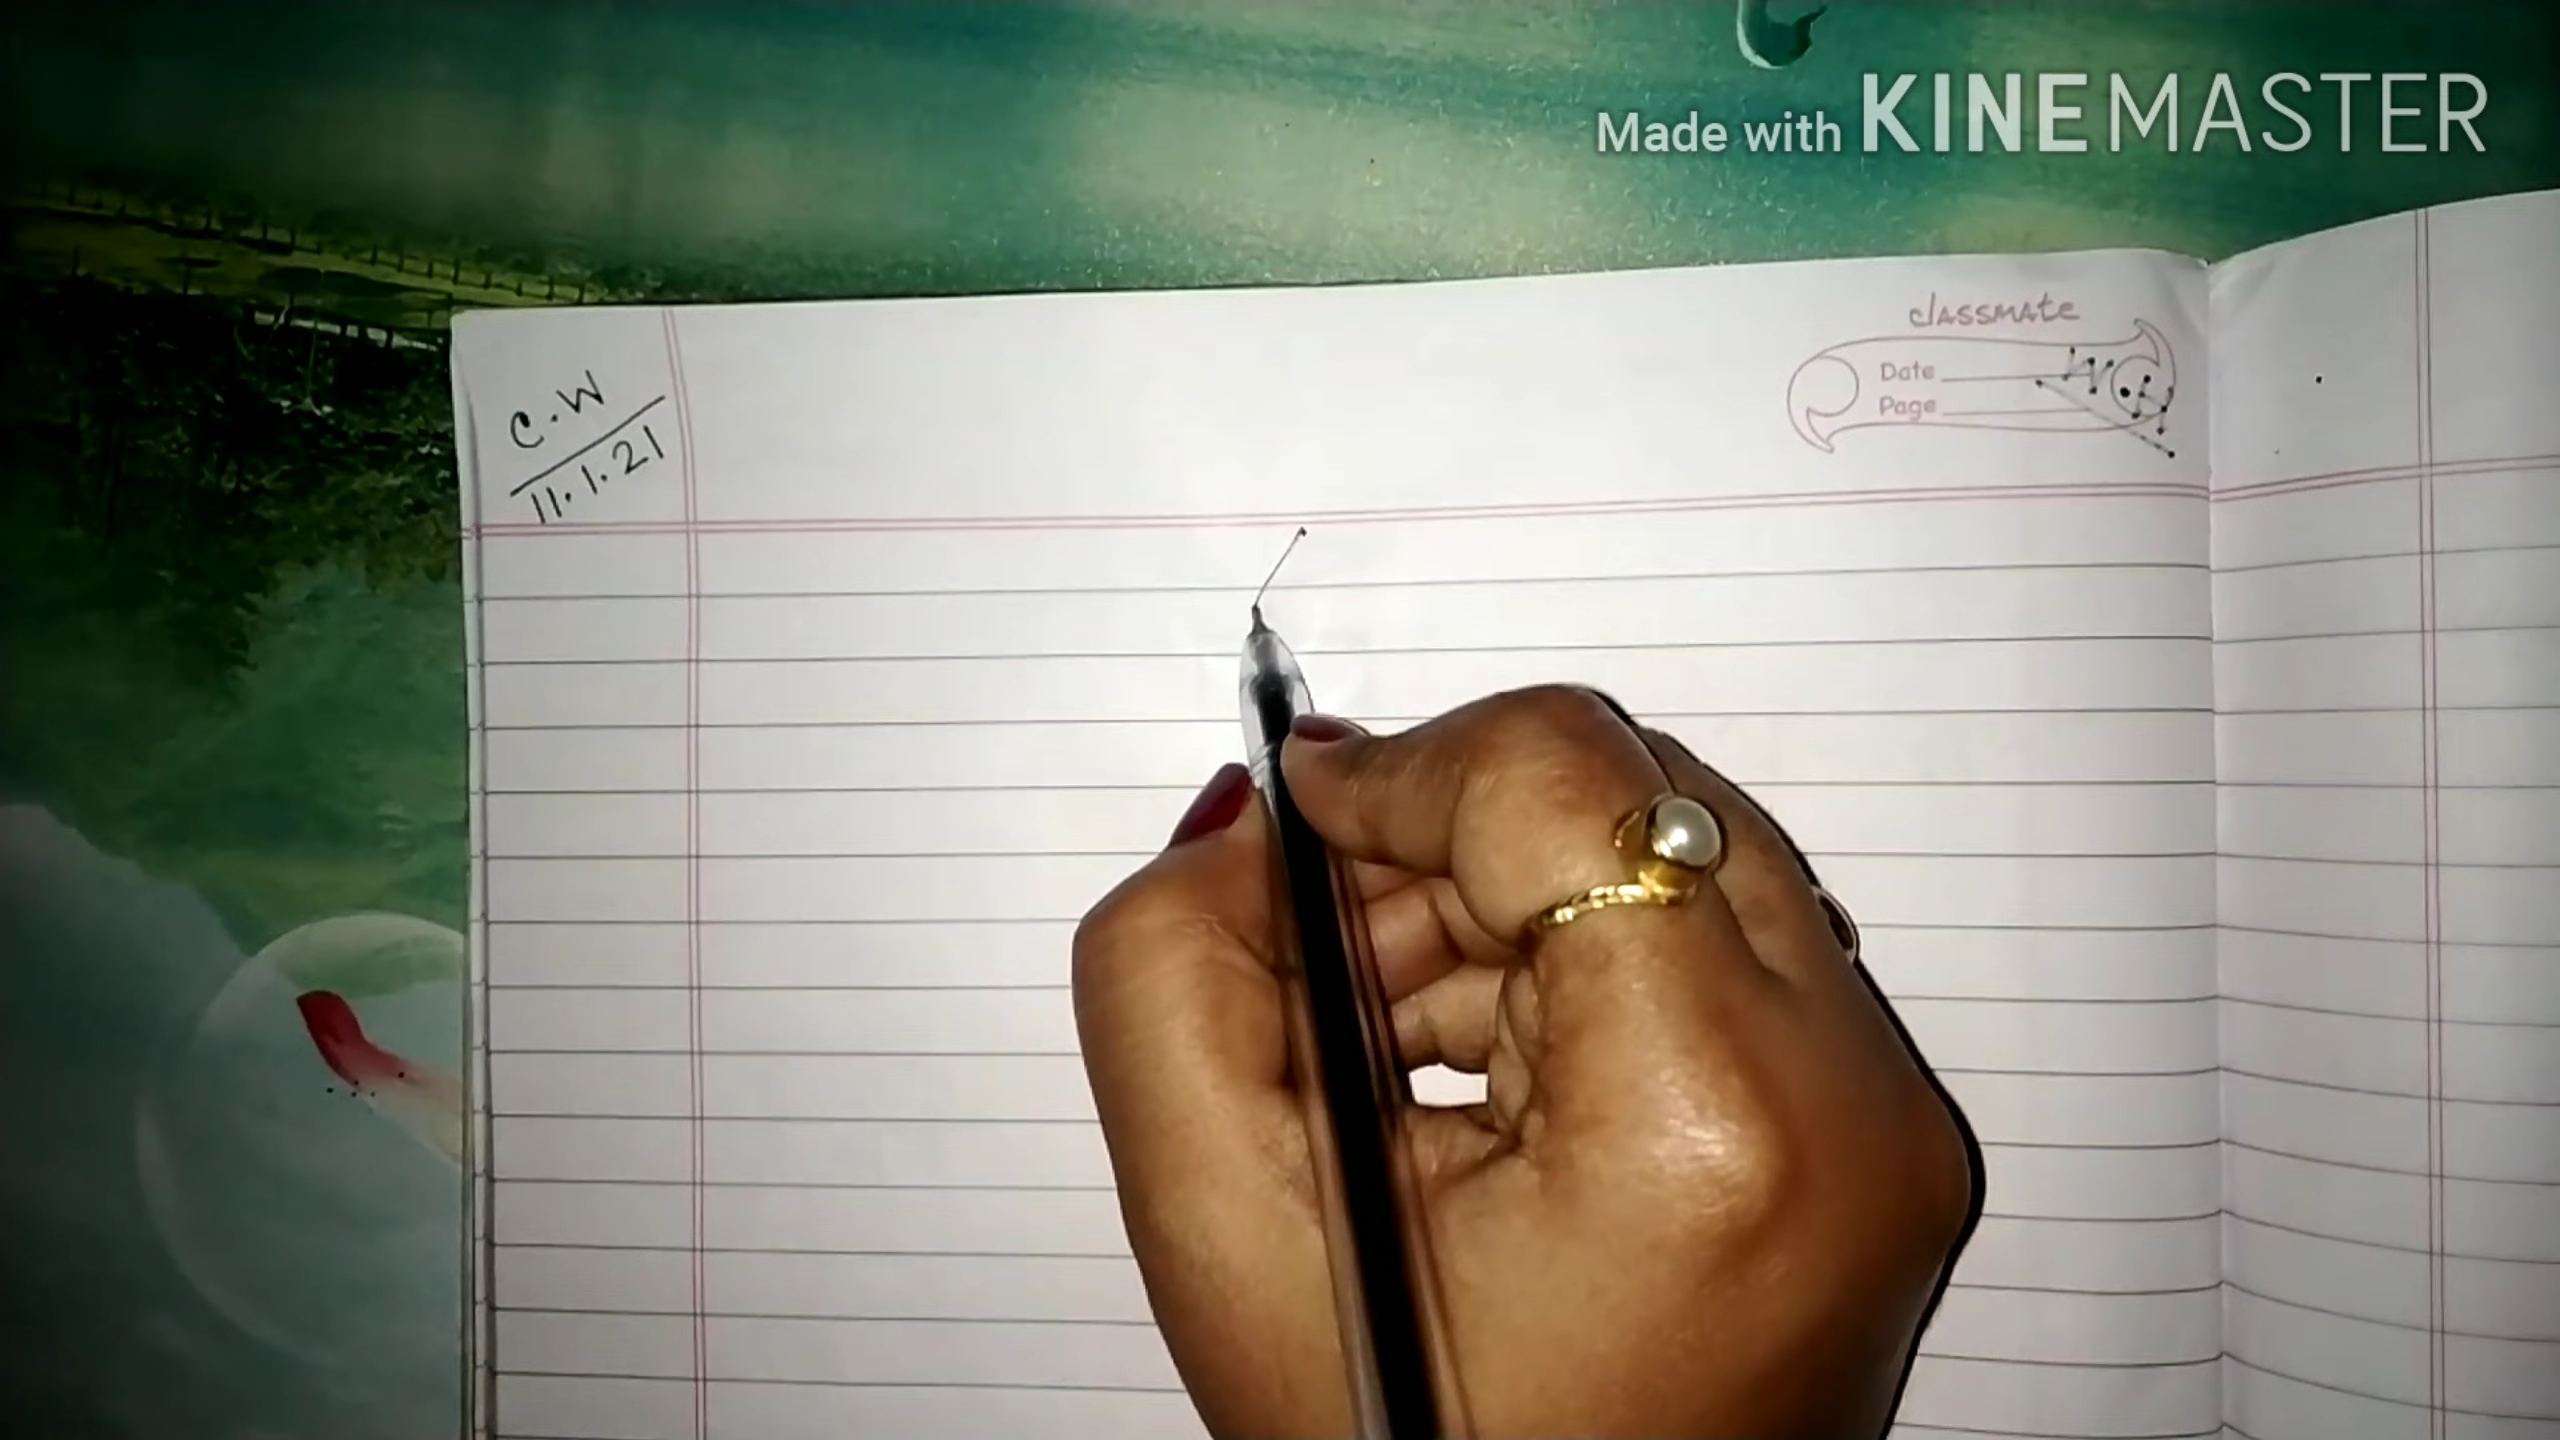 Made with KINEMASTER
classmate
C.W
11.1.21
Date
Page